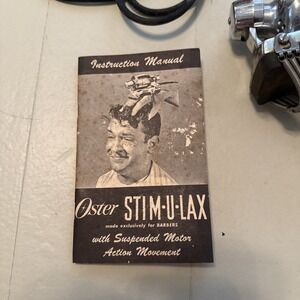 Instruction Manual
Oster STIM-U-LAX
made exclusively for BARBERS
with Suspended Motor
Action Movement